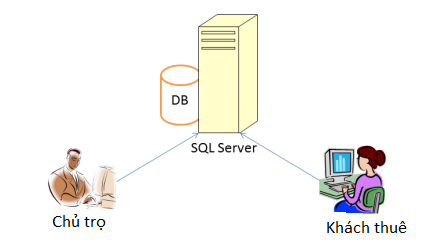 DB
SQL Server
Chủ trọ
Khách thuê